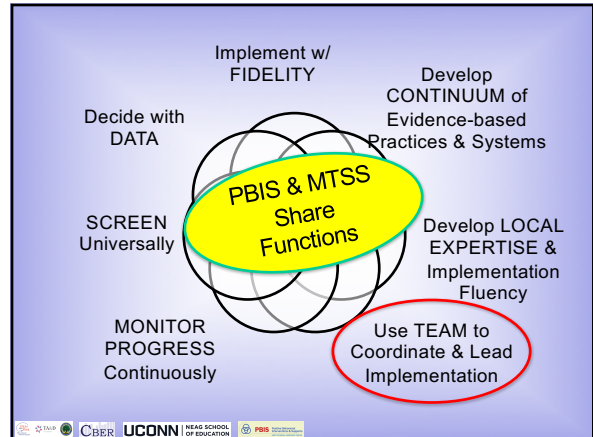 Implement w/
FIDELITY
Develop
CONTINUUM of
Evidence-based
Practices & Systems
Decide with
DATA
PBIS & MTSS
Share
Functions
SCREEN
Universally
Develop LOCAL
EXPERTISE &
Implementation
Fluency
MONITOR
PROGRESS
Continuously
Use TEAM to
Coordinate & Lead
Implementation
CBER
UCONN
NEAG SCHOOL
OF EDUCATION
PBIS